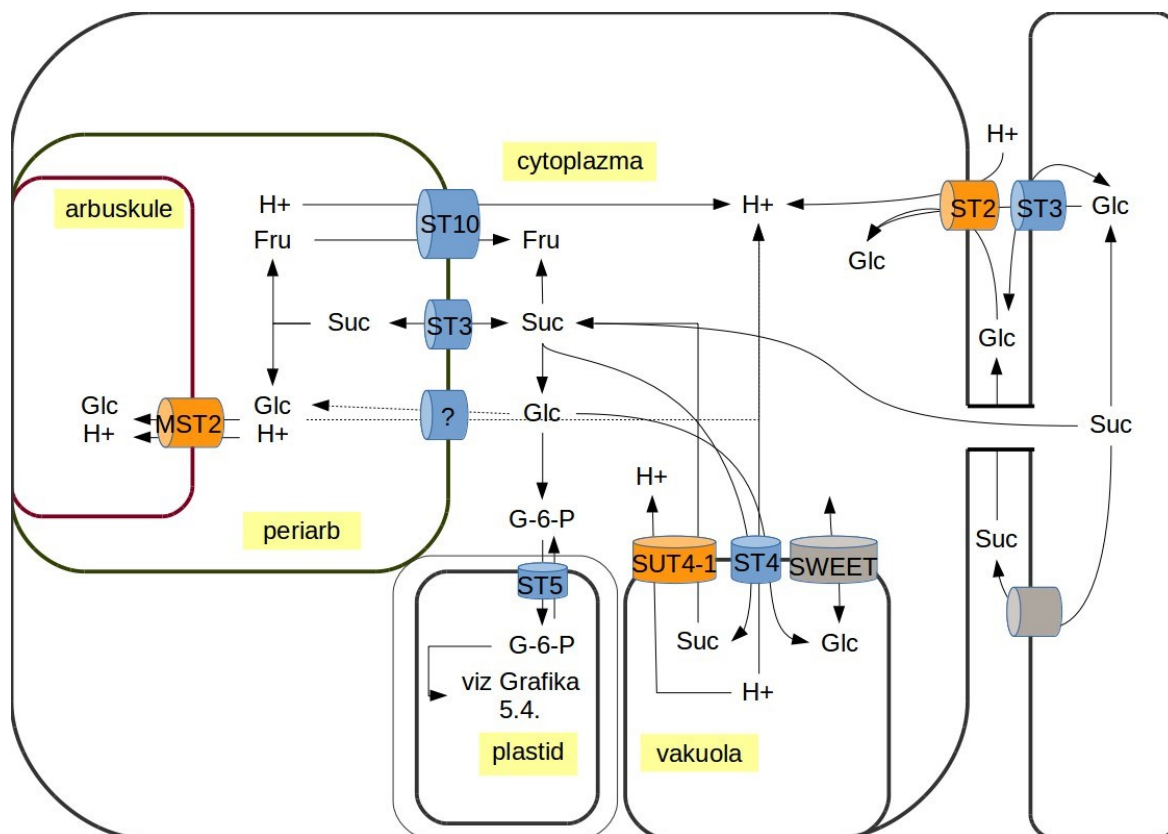 cytoplazma
H+
arbuskule
H+
ST10
H+
ST2
ST3
Glc
Fru
Fru
Glc
Suc
ST3
Suc
Glc
Glc
H+
MST2
Glc
H+
?
Glc
Suc
H+
G-6-P
periarb
SUT4-1
ST4
SWEET
Suc
ST5
G-6-P
Suc
Glc
viz Grafika
5.4.
H+
plastid
vakuola